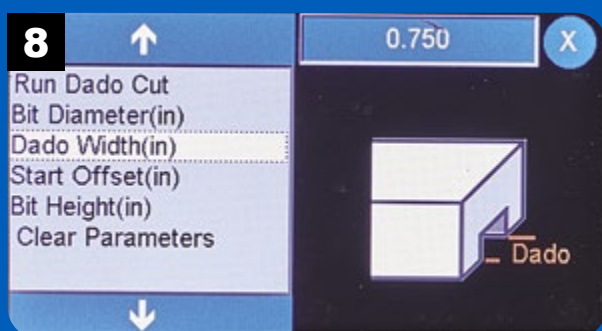 8
0.750
X
Run Dado Cut
Bit Diameter(in)
Dado Width(in)
Start Offset(in)
Bit Height(in)
Clear Parameters
Dado